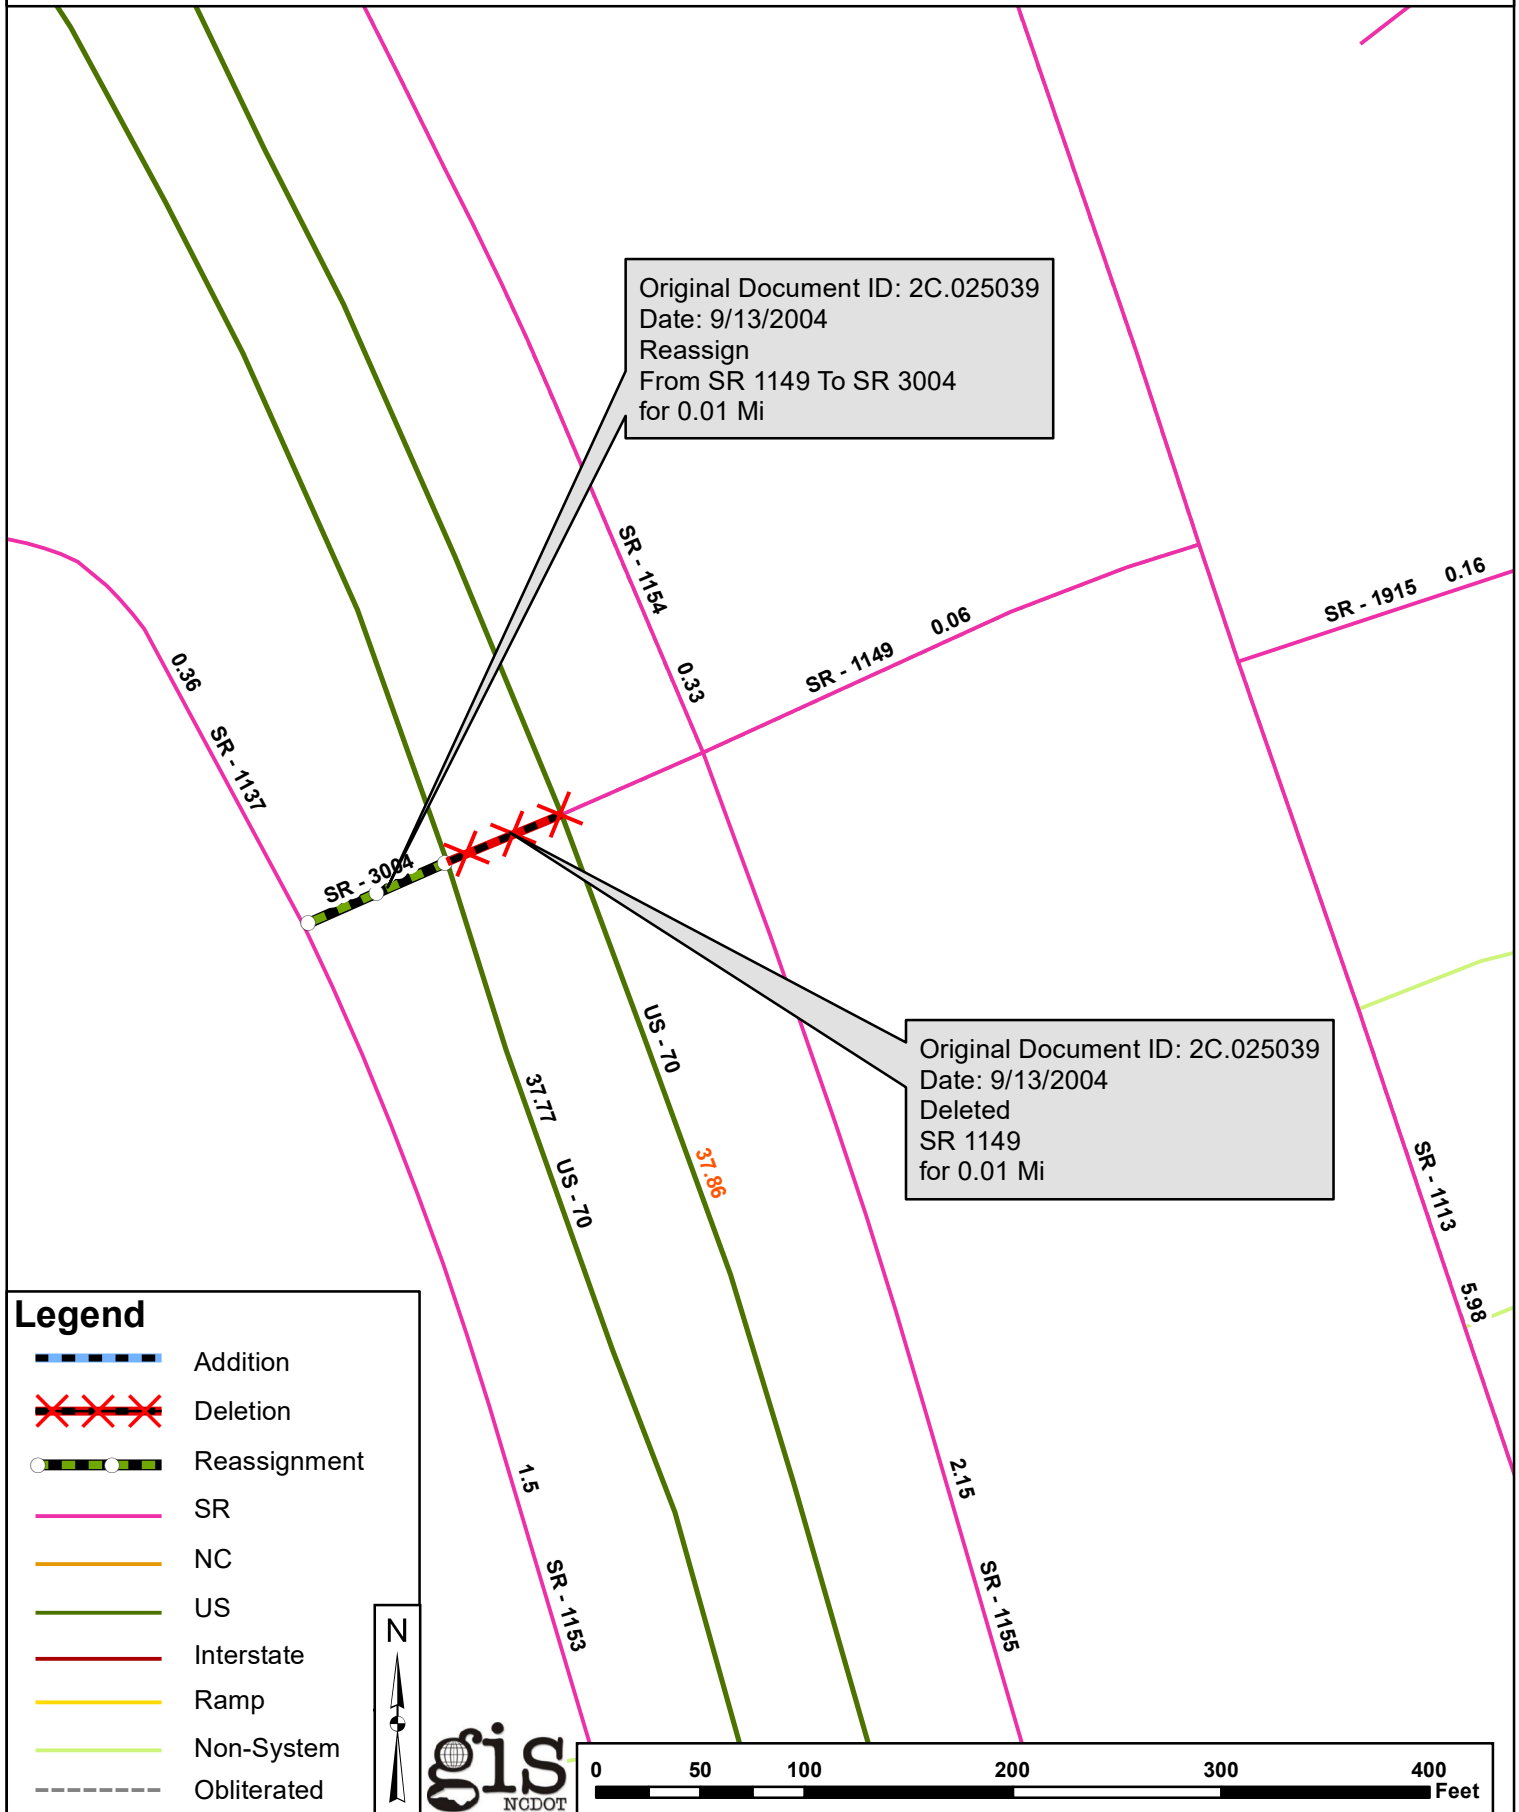 Original Document ID: 2C.025039
Date: 9/13/2004
Reassign
From SR 1149 To SR 3004
for 0.01 Mi
SR - 1154
0.33
SR - 1149
0.06
SR - 1915
0.16
0.36
SR - 1137
SR - 3004
US - 70
37.86
37.77
US - 70
Original Document ID: 2C.025039
Date: 9/13/2004
Deleted
SR 1149
for 0.01 Mi
SR - 1113
5.98
1.5
SR - 1153
2.15
SR - 1155
Legend
Addition
Deletion
Reassignment
SR
NC
US
Interstate
Ramp
Non-System
Obliterated
N
gis
NCDOT
0 50 100 200 300 400
Feet